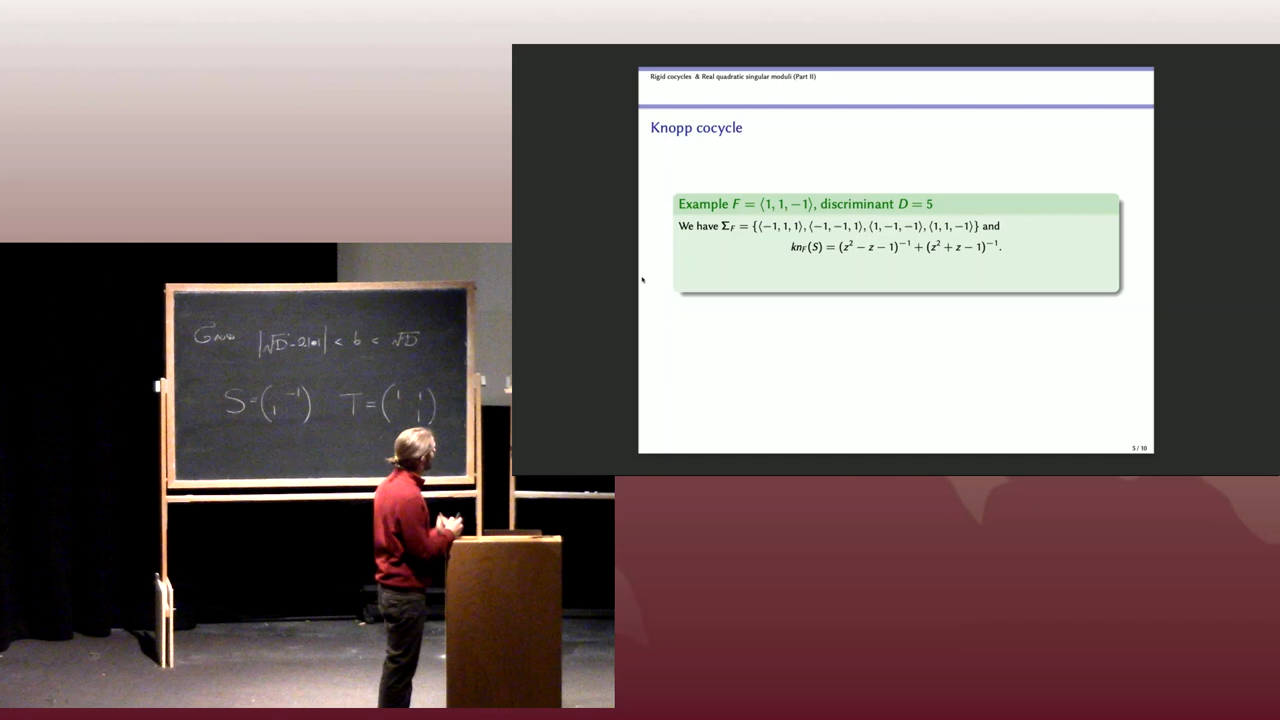 Rigid cocycles & Real quadratic singular moduli (Part II)
Knopp cocycle
Example F = ⟨1, 1, −1⟩, discriminant D = 5
We have Σ_F = {⟨−1, 1, 1⟩, ⟨−1, −1, 1⟩, ⟨1, −1, −1⟩, ⟨1, 1, −1⟩} and
kn_F(S) = (z² − z − 1)⁻¹ + (z² + z − 1)⁻¹.
5 / 10
Gauss |√D - 2|a|| < b < √D
S = ( -1 1 ) T = ( 1 1 1 )